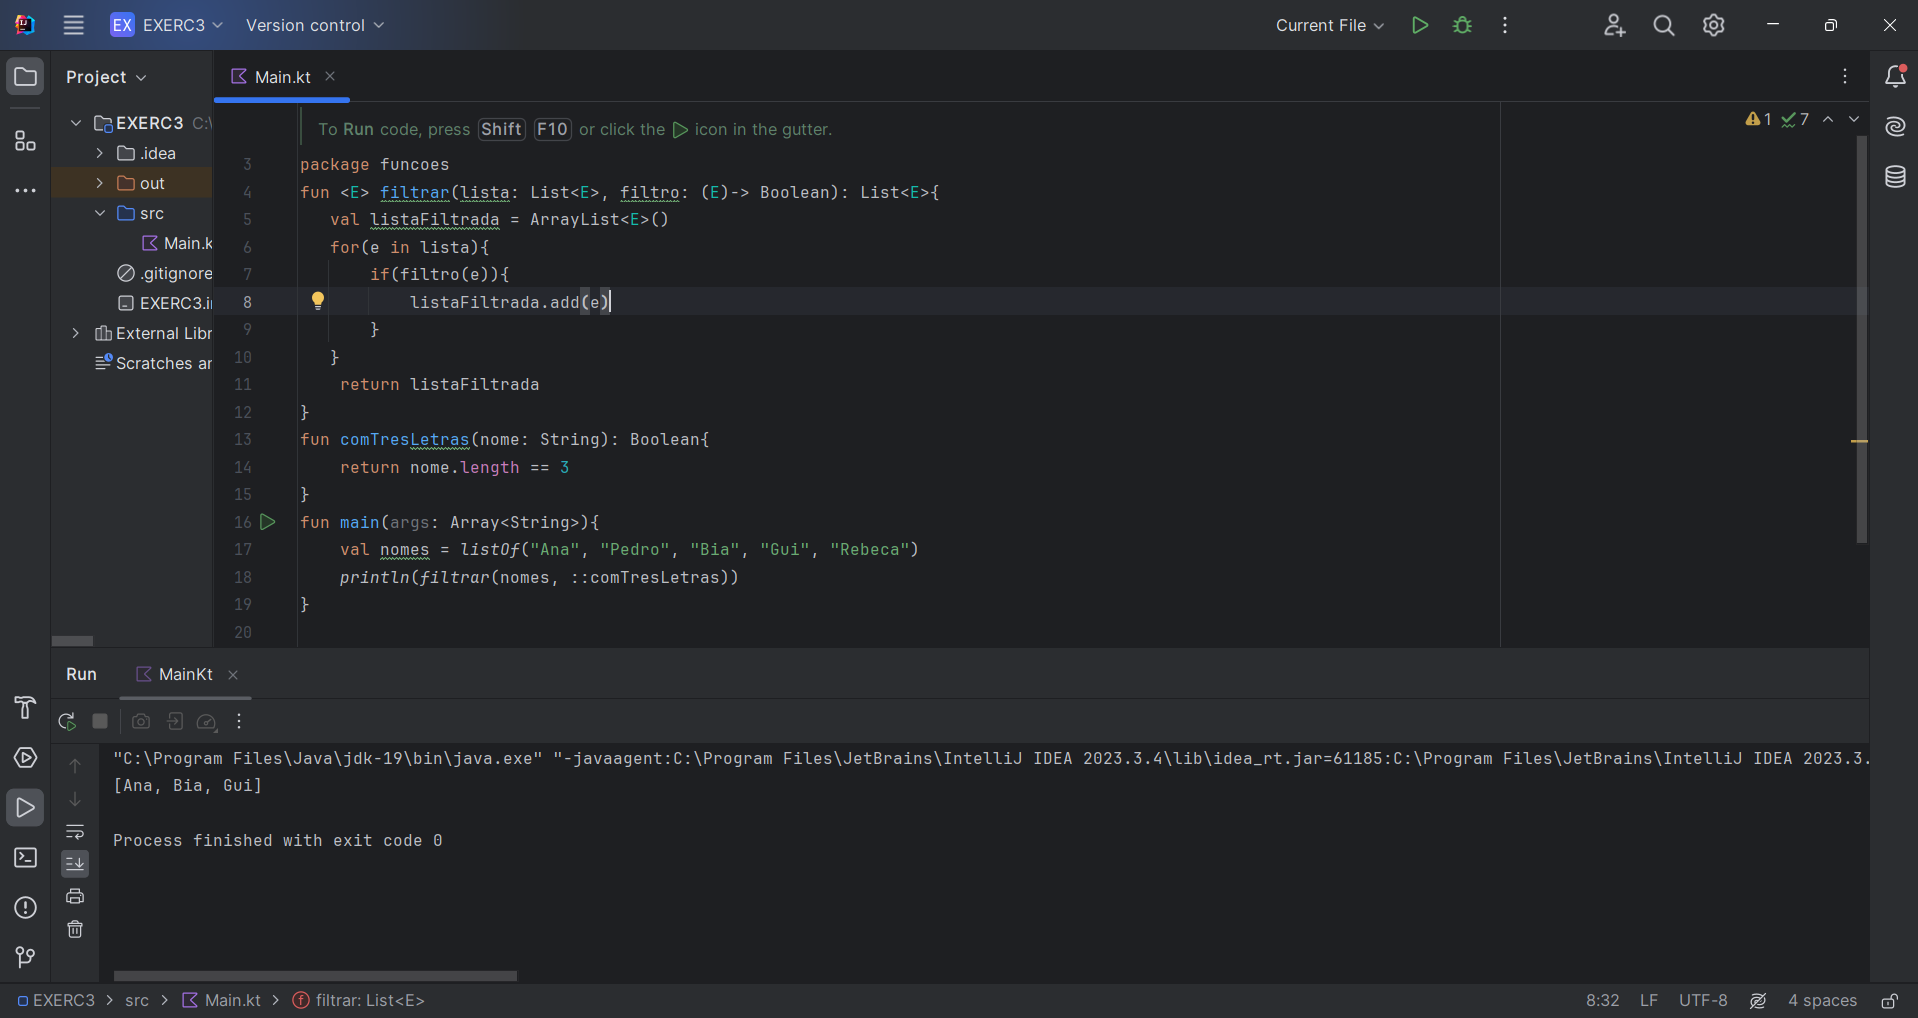 EX EXERC3 Version control Current File
Project Main.kt
EXERC3 C:\
.idea
out
src
Main.k
.gitignore
EXERC3.i
External Libr
Scratches ar
To Run code, press Shift F10 or click the icon in the gutter.
1 7
3 package funcoes
4 fun <E> filtrar(lista: List<E>, filtro: (E)-> Boolean): List<E>{
5 val listaFiltrada = ArrayList<E>()
6 for(e in lista){
7 if(filtro(e)){
8 listaFiltrada.add(e)
9 }
10 }
11 return listaFiltrada
12 }
13 fun comTresLetras(nome: String): Boolean{
14 return nome.length == 3
15 }
16 fun main(args: Array<String>){
17 val nomes = listOf("Ana", "Pedro", "Bia", "Gui", "Rebeca")
18 println(filtrar(nomes, ::comTresLetras))
19 }
20
Run MainKt
"C:\Program Files\Java\jdk-19\bin\java.exe" "-javaagent:C:\Program Files\JetBrains\IntelliJ IDEA 2023.3.4\lib\idea_rt.jar=61185:C:\Program Files\JetBrains\IntelliJ IDEA 2023.3.
[Ana, Bia, Gui]
Process finished with exit code 0
EXERC3 > src > Main.kt > filtrar: List<E> 8:32 LF UTF-8 4 spaces